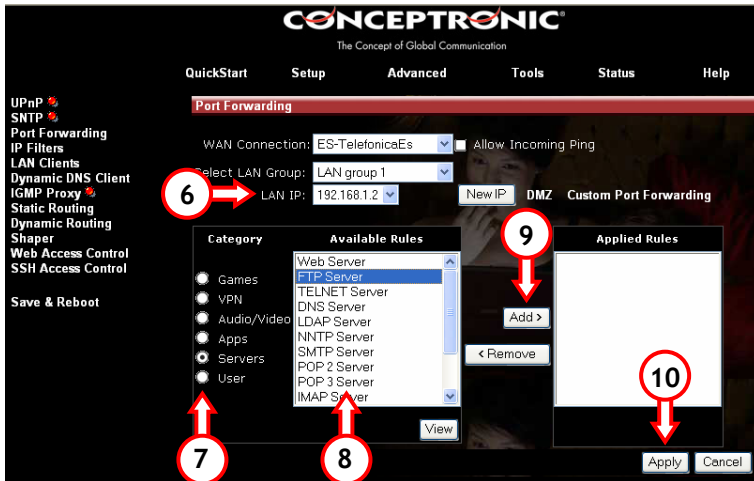 CONCEPTRONIC®
The Concept of Global Communication
QuickStart Setup Advanced Tools Status Help
UPnP
SNTP
Port Forwarding
IP Filters
LAN Clients
Dynamic DNS Client
IGMP Proxy
Static Routing
Dynamic Routing
Shaper
Web Access Control
SSH Access Control
Save & Reboot
Port Forwarding
WAN Connection: ES-TelefonicaEs Allow Incoming Ping
Select LAN Group: LAN group 1
6
LAN IP: 192.168.1.2 New IP DMZ Custom Port Forwarding
Category
Games
VPN
Audio/Video
Apps
Servers
User
7
Available Rules
Web Server
FTP Server
TELNET Server
DNS Server
LDAP Server
NNTP Server
SMTP Server
POP 2 Server
POP 3 Server
IMAP Server
View
8
9
Add >
< Remove
Applied Rules
10
Apply Cancel